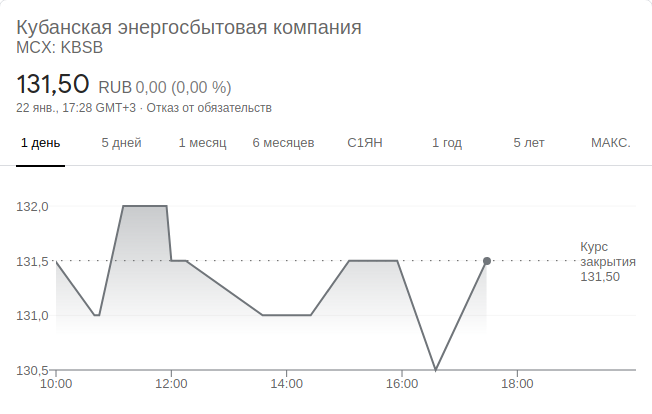 Кубанская энергосбытовая компания
MCX: KBSB
131,50 RUB 0,00 (0,00 %)
22 янв., 17:28 GMT+3 · Отказ от обязательств
1 день 5 дней 1 месяц 6 месяцев С1ЯН 1 год 5 лет МАКС.
132,0
131,5
131,0
130,5
Курс
закрытия
131,50
10:00 12:00 14:00 16:00 18:00